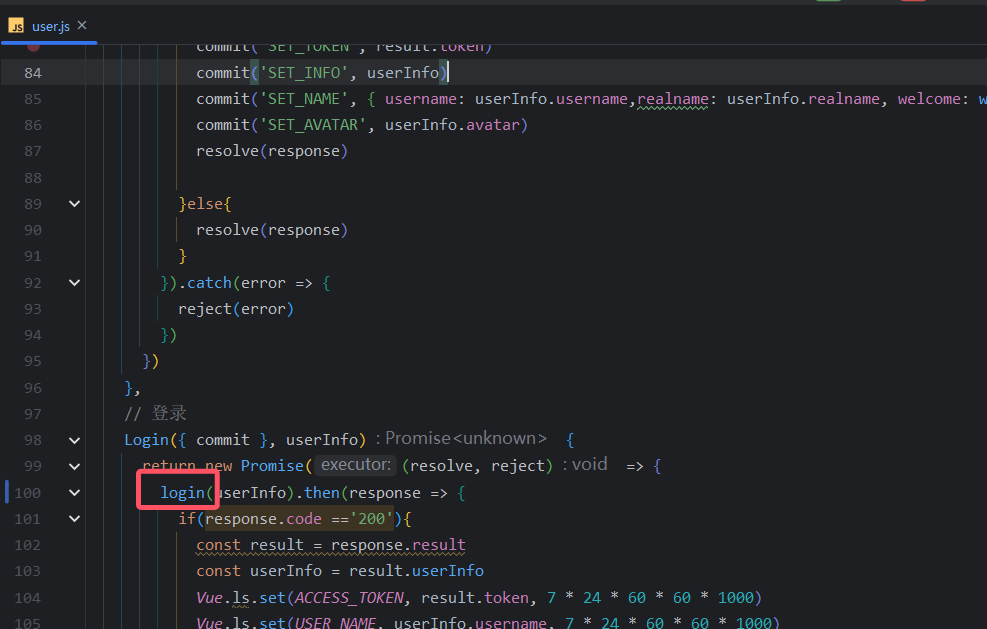 user.js
commit('SET_TOKEN', result.token)
84 commit('SET_INFO', userInfo)
85 commit('SET_NAME', { username: userInfo.username,realname: userInfo.realname, welcome: w
86 commit('SET_AVATAR', userInfo.avatar)
87 resolve(response)
88
89 }else{
90 resolve(response)
91 }
92 }).catch(error => {
93 reject(error)
94 })
95 })
96 },
97 // 登录
98 Login({ commit }, userInfo) : Promise<unknown> {
99 return new Promise( executor: (resolve, reject) : void => {
100 login(userInfo).then(response => {
101 if(response.code =='200'){
102 const result = response.result
103 const userInfo = result.userInfo
104 Vue.ls.set(ACCESS_TOKEN, result.token, 7 * 24 * 60 * 60 * 1000)
105 Vue.ls.set(USER_NAME, userInfo.username, 7 * 24 * 60 * 60 * 1000)